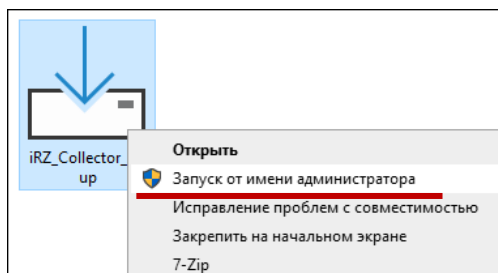 iRZ_Collector_
up
Открыть
Запуск от имени администратора
Исправление проблем с совместимостью
Закрепить на начальном экране
7-Zip